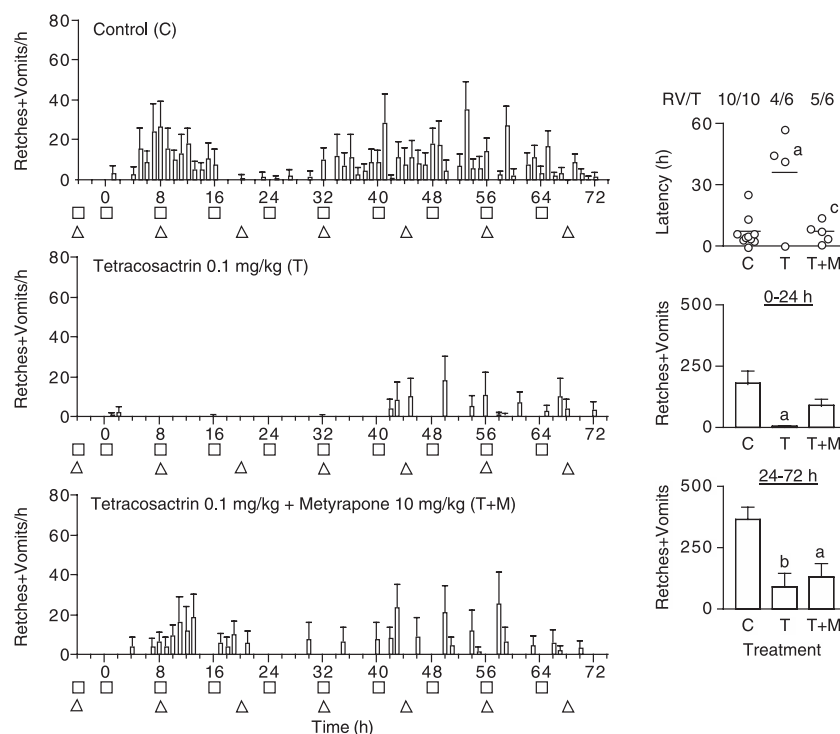 Control (C)
Retches+Vomits/h
80
60
40
20
0
0 8 16 24 32 40 48 56 64 72
Tetracosactrin 0.1 mg/kg (T)
Retches+Vomits/h
80
60
40
20
0
0 8 16 24 32 40 48 56 64 72
Tetracosactrin 0.1 mg/kg + Metyrapone 10 mg/kg (T+M)
Retches+Vomits/h
80
60
40
20
0
0 8 16 24 32 40 48 56 64 72
Time (h)
RV/T 10/10 4/6 5/6
Latency (h)
60
30
0
a
c
C T T+M
0-24 h
Retches+Vomits
500
250
0
a
C T T+M
24-72 h
Retches+Vomits
500
250
0
b
a
C T T+M
Treatment